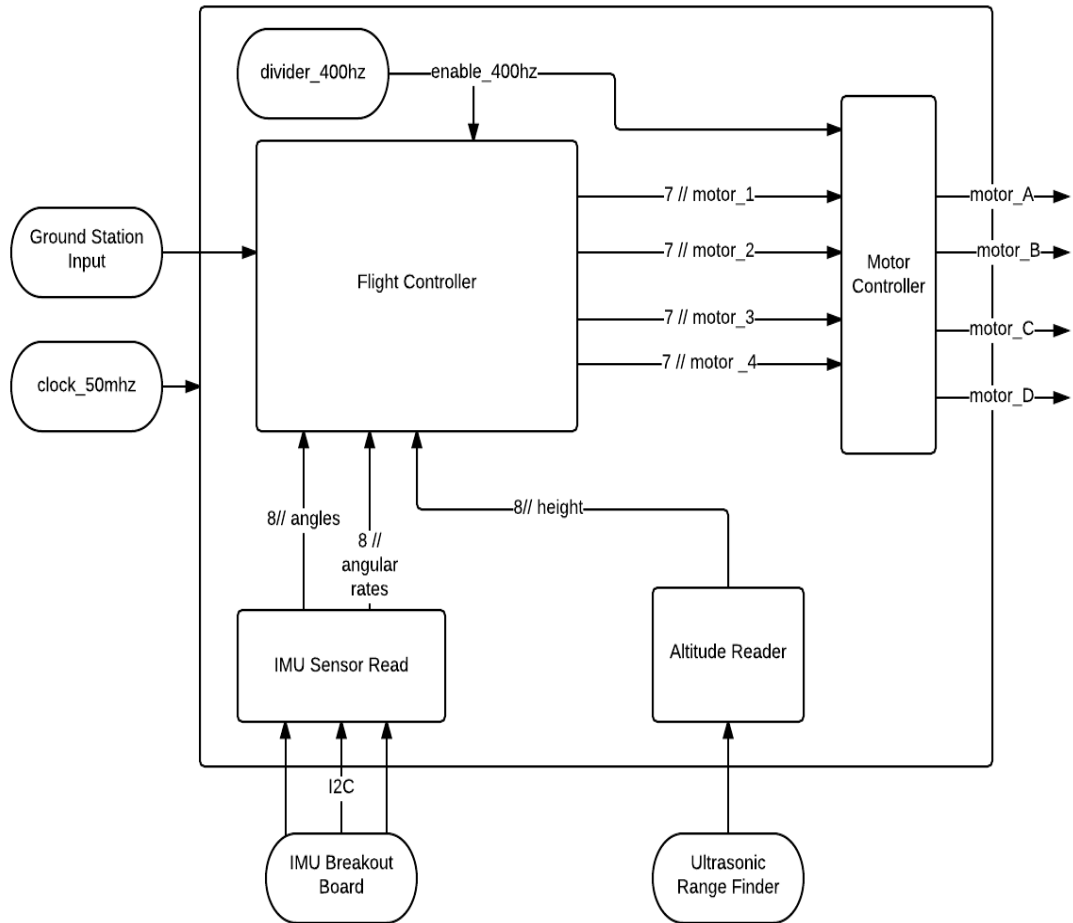 divider_400hz
enable_400hz
Ground Station
Input
clock_50mhz
Flight Controller
7 // motor_1
7 // motor_2
7 // motor_3
7 // motor _4
Motor
Controller
motor_A
motor_B
motor_C
motor_D
8// angles
8 //
angular
rates
8// height
IMU Sensor Read
Altitude Reader
I2C
IMU Breakout
Board
Ultrasonic
Range Finder